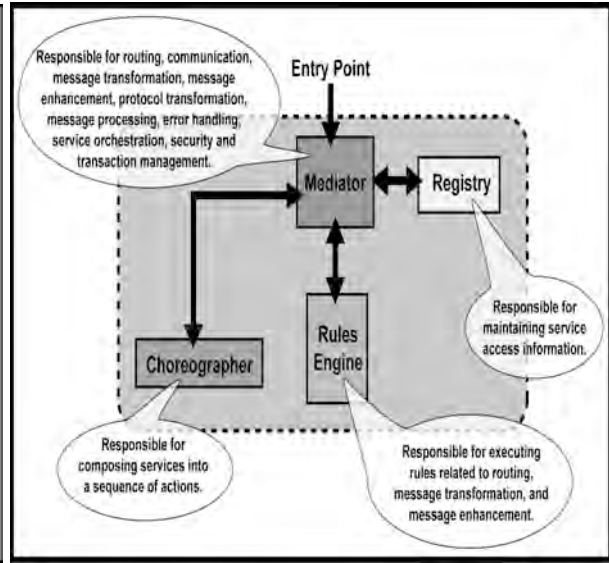 Responsible for routing, communication,
message transformation, message
enhancement, protocol transformation,
message processing, error handling,
service orchestration, security and
transaction management.
Entry Point
Mediator
Registry
Responsible for
maintaining service
access information.
Rules
Engine
Choreographer
Responsible for
composing services into
a sequence of actions.
Responsible for executing
rules related to routing,
message transformation, and
message enhancement.